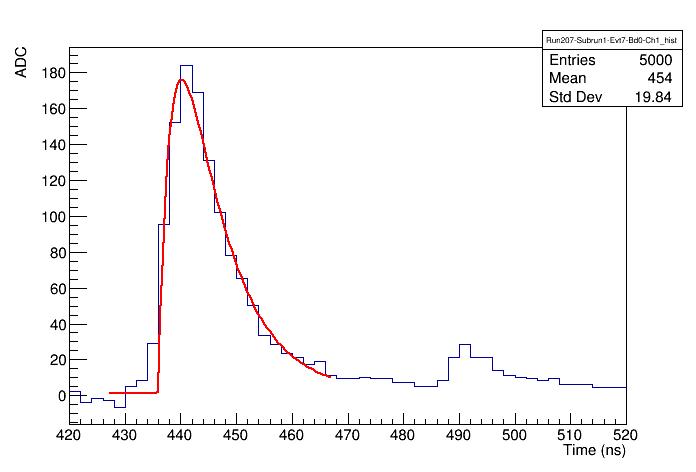 Run207-Subrun1-Evt7-Bd0-Ch1_hist
Entries 5000
Mean 454
Std Dev 19.84
ADC
180
160
140
120
100
80
60
40
20
0
420 430 440 450 460 470 480 490 500 510 520
Time (ns)